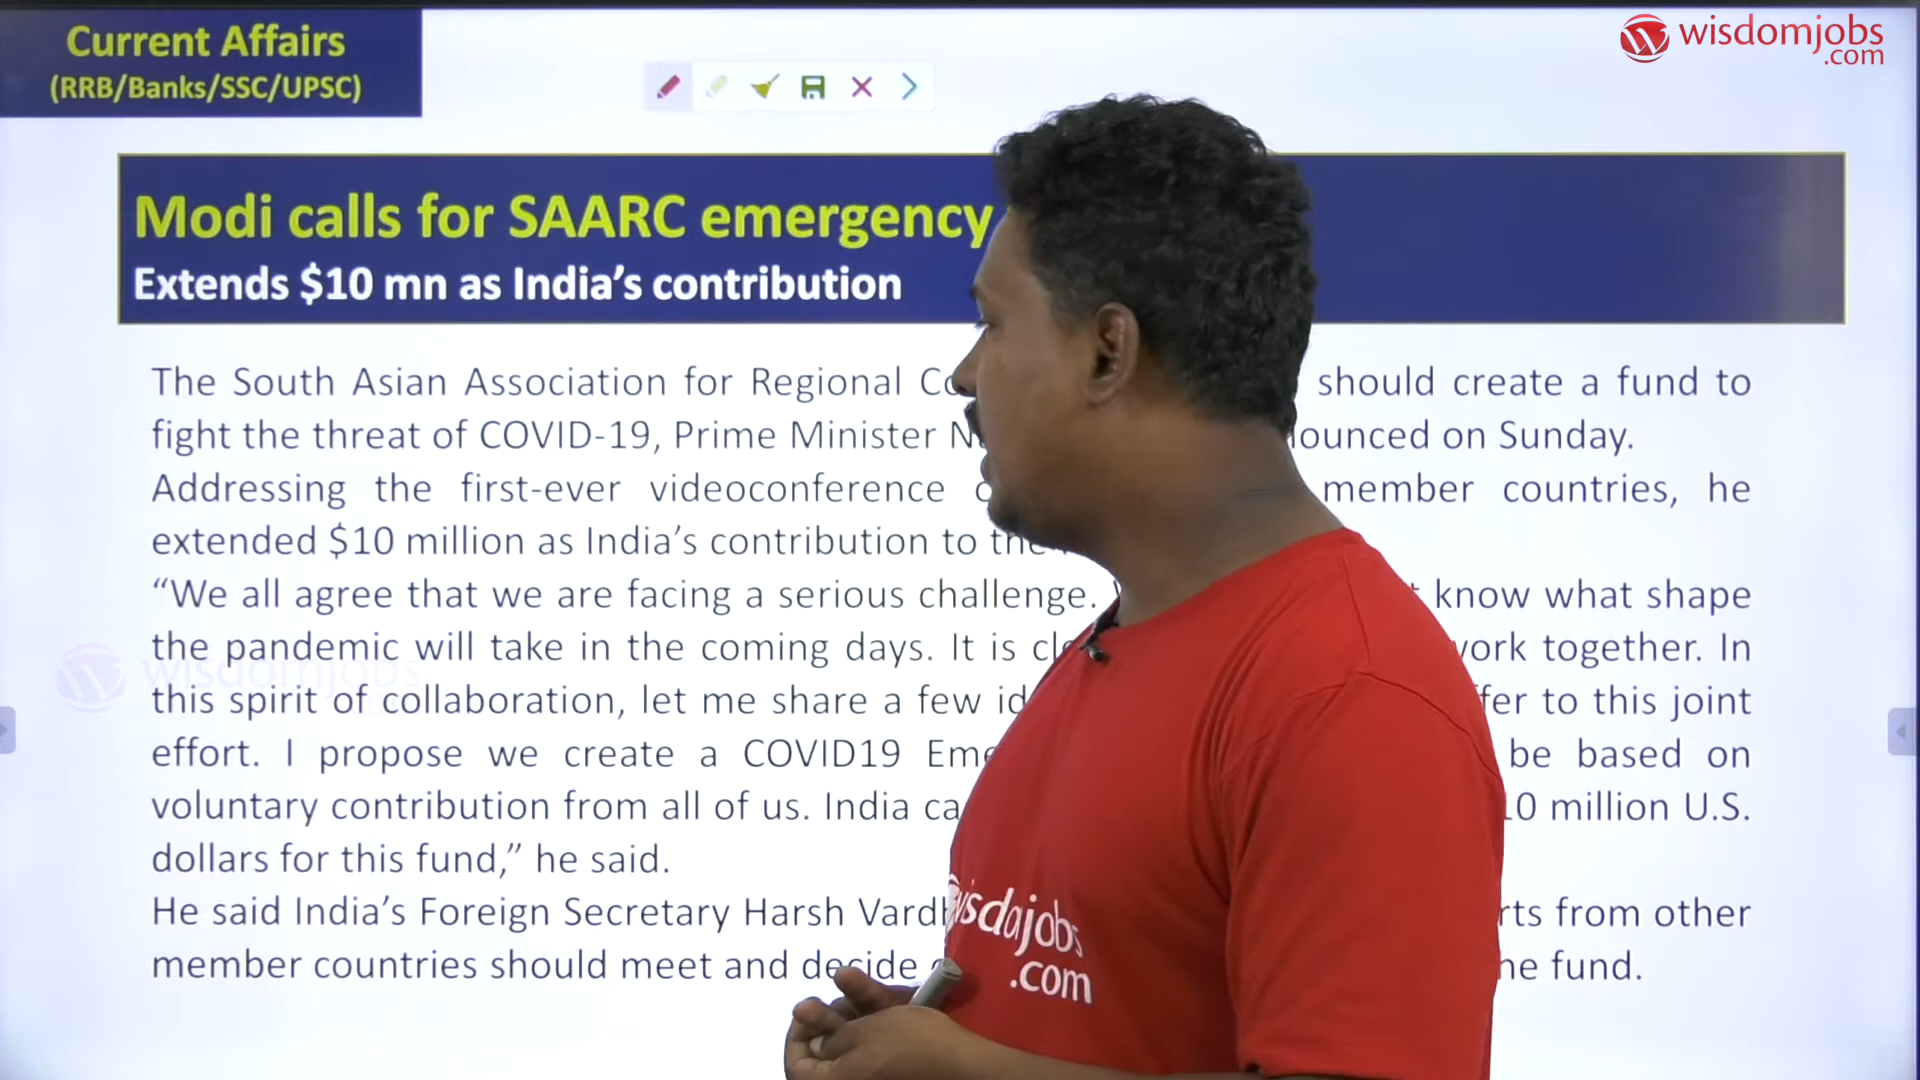 Current Affairs
(RRB/Banks/SSC/UPSC)
wisdomjobs
.com
Modi calls for SAARC emergency
Extends $10 mn as India’s contribution
The South Asian Association for Regional should create a fund to
fight the threat of COVID-19, Prime Minister on Sunday.
Addressing the first-ever videoconference member countries, he
extended $10 million as India’s contribution to
“We all agree that we are facing a serious challenge. know what shape
the pandemic will take in the coming days. It is together. In
this spirit of collaboration, let me share a few to this joint
effort. I propose we create a COVID19 be based on
voluntary contribution from all of us. India million U.S.
dollars for this fund,” he said.
He said India’s Foreign Secretary Harsh from other
member countries should meet and decide fund.
wisdomjobs
wisdajobs
.com